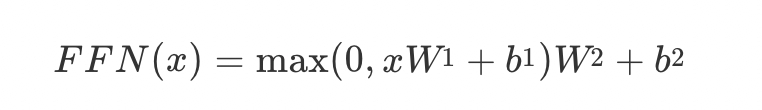 FFN(x) = max(0, xW1 + b1)W2 + b2